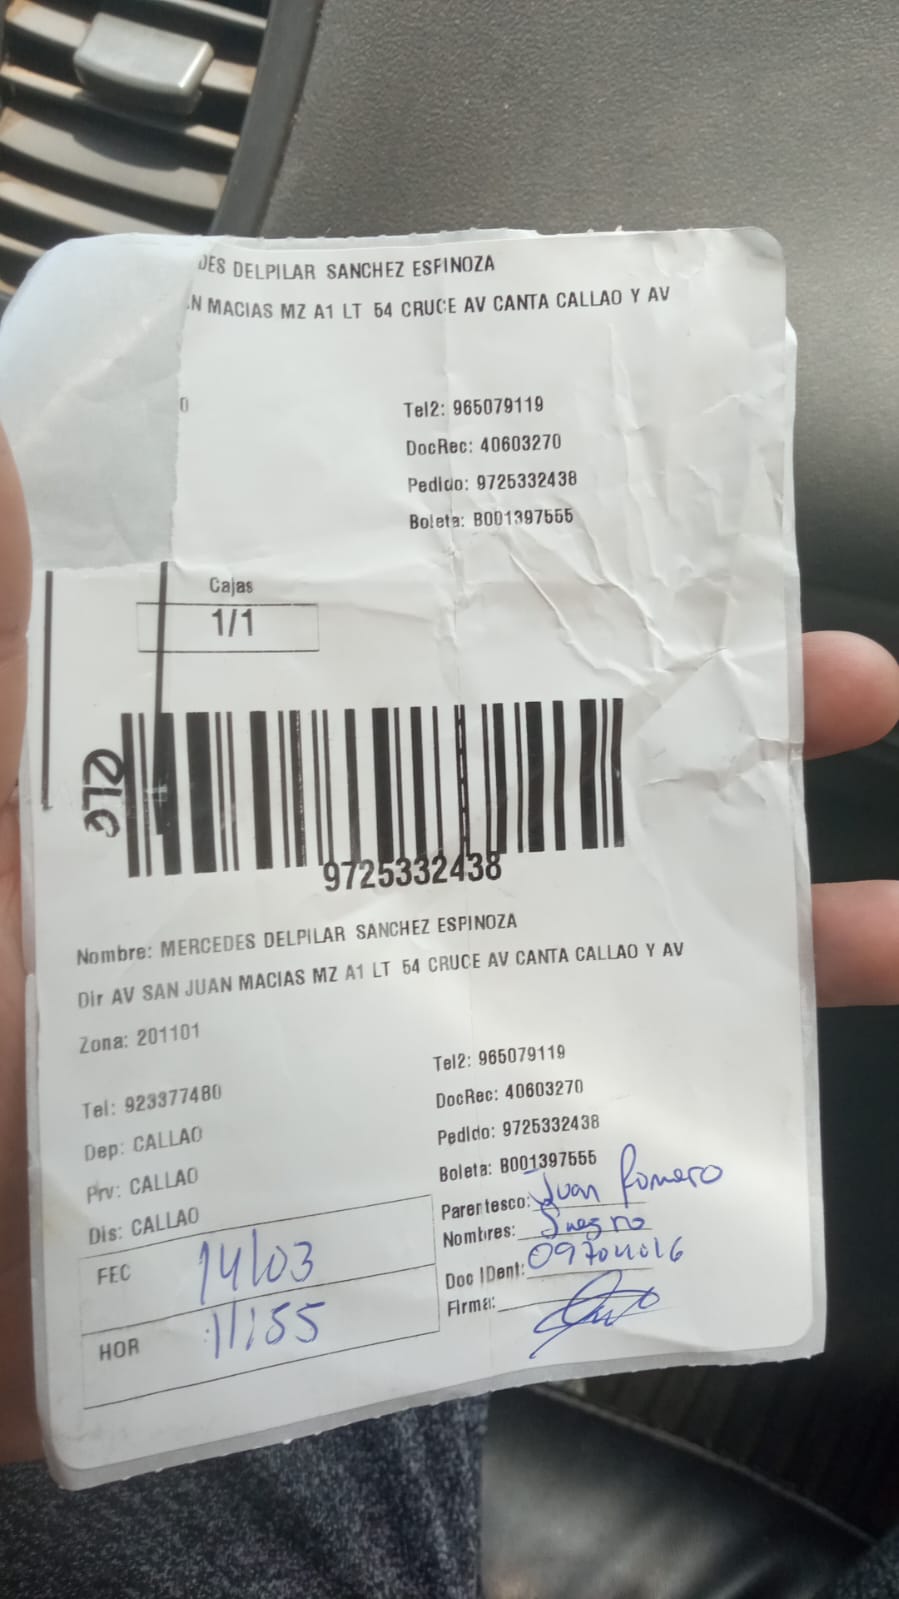 DES DELPILAR SANCHEZ ESPINOZA
N MACIAS MZ A1 LT 54 CRUCE AV CANTA CALLAO Y AV
0
Tel2: 965079119
DocRec: 40603270
Pedido: 9725332438
Boleta: B001397555
Cajas
1/1
OLG
9725332438
Nombre: MERCEDES DELPILAR SANCHEZ ESPINOZA
Dir AV SAN JUAN MACIAS MZ A1 LT 54 CRUCE AV CANTA CALLAO Y AV
Zona: 201101
Tel2: 965079119
Tel: 923377480
DocRec: 40603270
Dep: CALLAO
Pedido: 9725332438
Prv: CALLAO
Boleta: B001397555
Dis: CALLAO
Parentesco: Juan Romero
Nombres: Suegro
FEC 14/03
Doc IDent:
Firma:
HOR 11:55